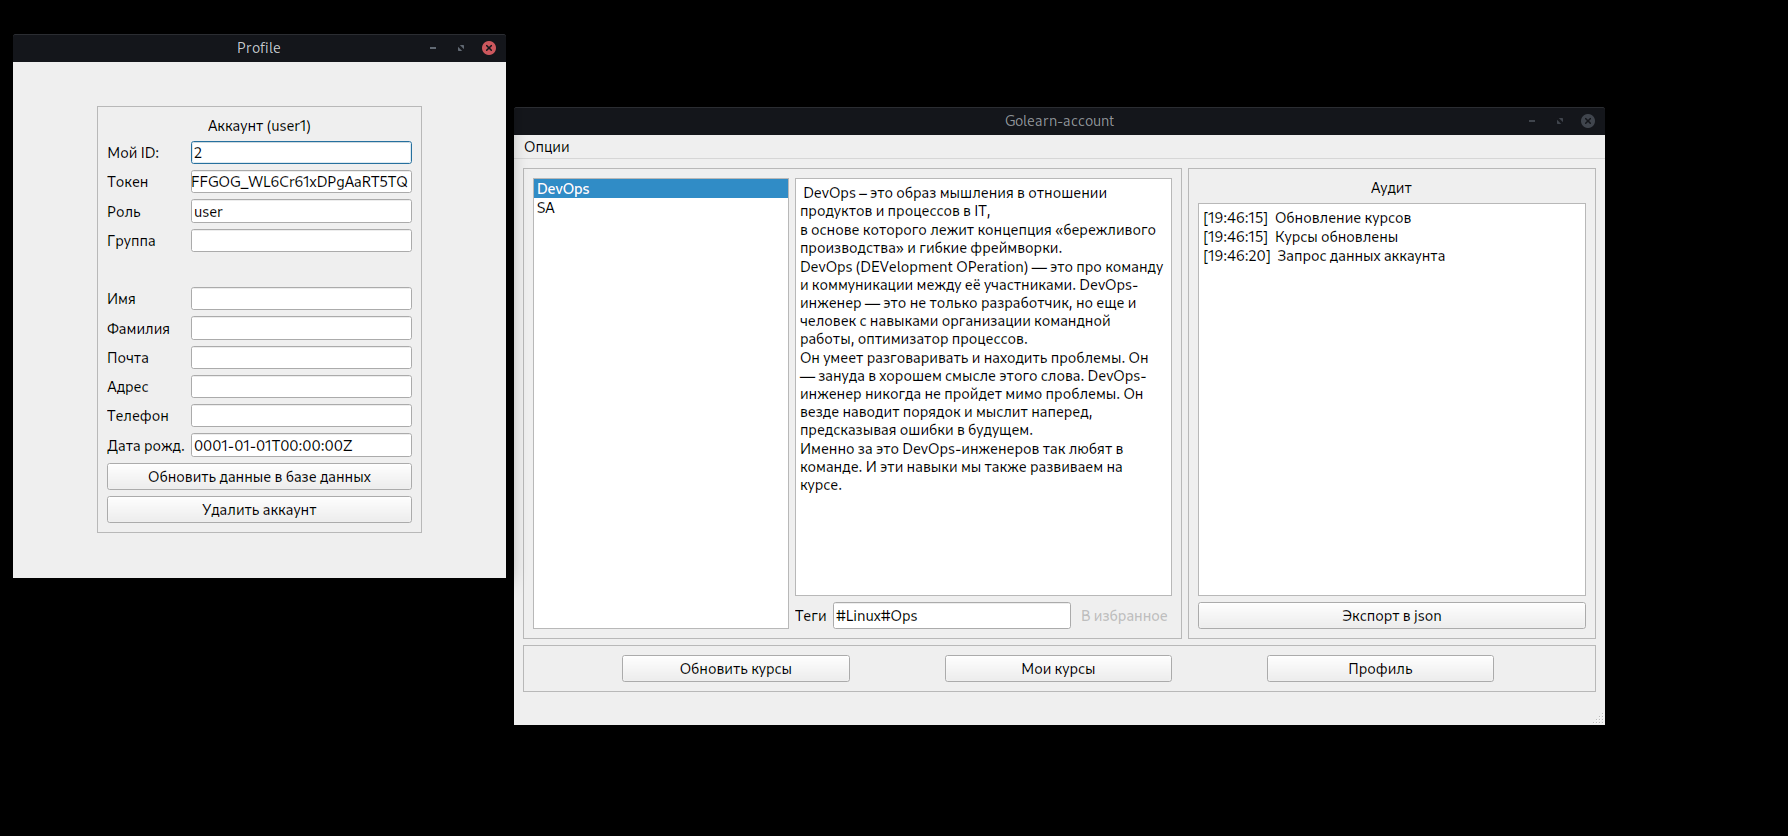 Profile
Аккаунт (user1)
Мой ID: 2
Токен FFGOG_WL6Cr61xDPgAaRT5TQ
Роль user
Группа
Имя
Фамилия
Почта
Адрес
Телефон
Дата рожд. 0001-01-01T00:00:00Z
Обновить данные в базе данных
Удалить аккаунт
Golearn-account
Опции
DevOps
SA
DevOps – это образ мышления в отношении
продуктов и процессов в IT,
в основе которого лежит концепция «бережливого
производства» и гибкие фреймворки.
DevOps (DEVelopment OPeration) — это про команду
и коммуникации между её участниками. DevOps-
инженер — это не только разработчик, но еще и
человек с навыками организации командной
работы, оптимизатор процессов.
Он умеет разговаривать и находить проблемы. Он
— зануда в хорошем смысле этого слова. DevOps-
инженер никогда не пройдет мимо проблемы. Он
везде наводит порядок и мыслит наперед,
предсказывая ошибки в будущем.
Именно за это DevOps-инженеров так любят в
команде. И эти навыки мы также развиваем на
курсе.
Теги #Linux#Ops В избранное
Аудит
[19:46:15] Обновление курсов
[19:46:15] Курсы обновлены
[19:46:20] Запрос данных аккаунта
Экспорт в json
Обновить курсы Мои курсы Профиль